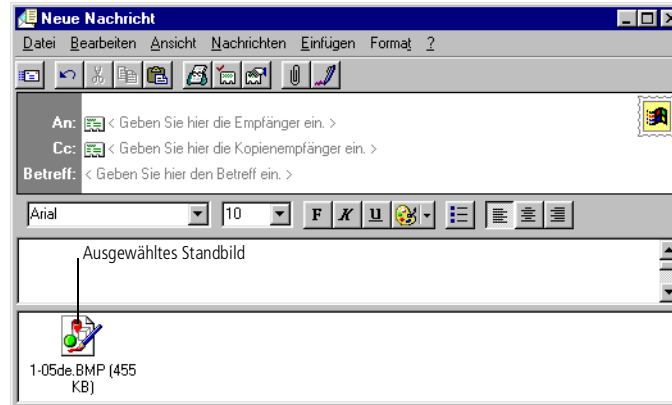 Neue Nachricht
Datei Bearbeiten Ansicht Nachrichten Einfügen Format ?
An: < Geben Sie hier die Empfänger ein. >
Cc: < Geben Sie hier die Kopienempfänger ein. >
Betreff: < Geben Sie hier den Betreff ein. >
Arial 10 F K U
Ausgewähltes Standbild
1-05de.BMP (455
KB)